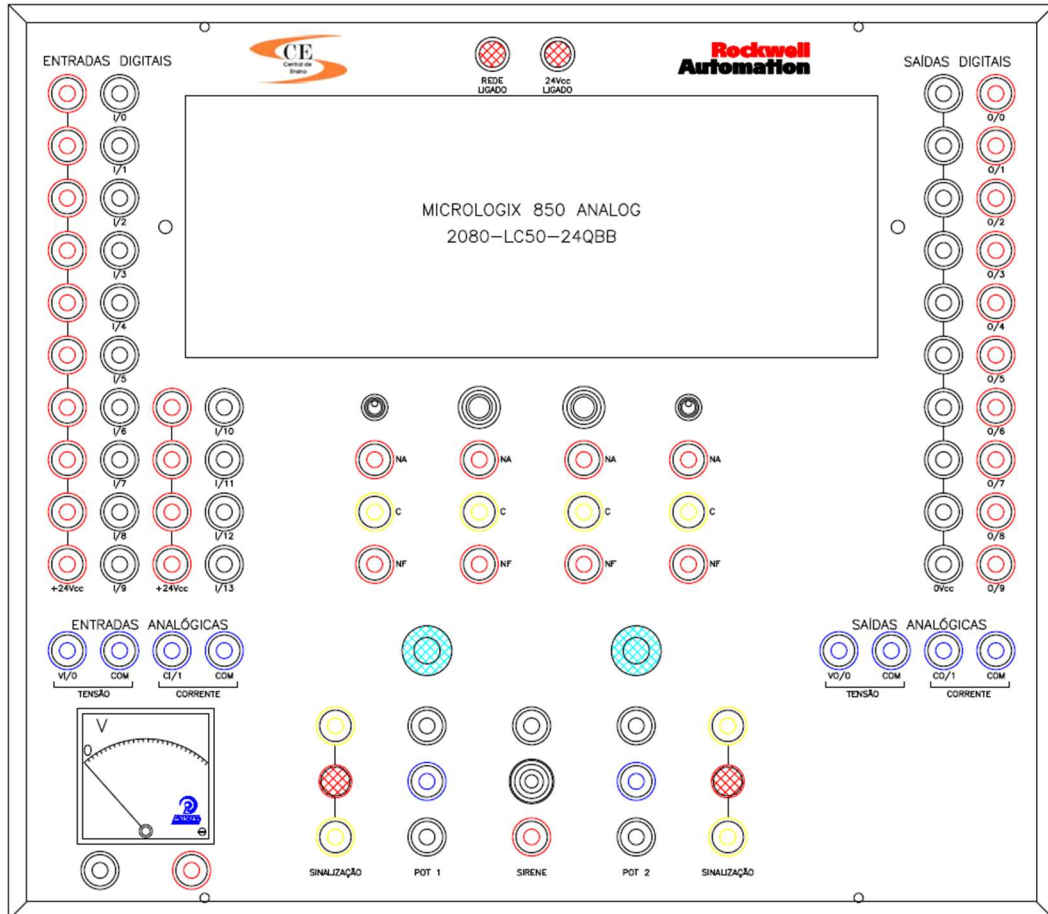 ENTRADAS DIGITAIS
CE
Central de
Ensino
REDE
LIGADO
24Vcc
LIGADO
Rockwell
Automation
SAÍDAS DIGITAIS
MICROLOGIX 850 ANALOG
2080-LC50-24QBB
I/0
I/1
I/2
I/3
I/4
I/5
I/6
I/7
I/8
+24Vcc
I/9
I/10
I/11
I/12
+24Vcc
I/13
NA
NA
NA
NA
C
C
C
C
NF
NF
NF
NF
O/0
O/1
O/2
O/3
O/4
O/5
O/6
O/7
O/8
0Vcc
O/9
ENTRADAS ANALÓGICAS
VI/0
COM
CI/1
COM
TENSÃO
CORRENTE
SAÍDAS ANALÓGICAS
VO/0
COM
CO/1
COM
TENSÃO
CORRENTE
V
0
SINALIZAÇÃO
POT 1
SIRENE
POT 2
SINALIZAÇÃO